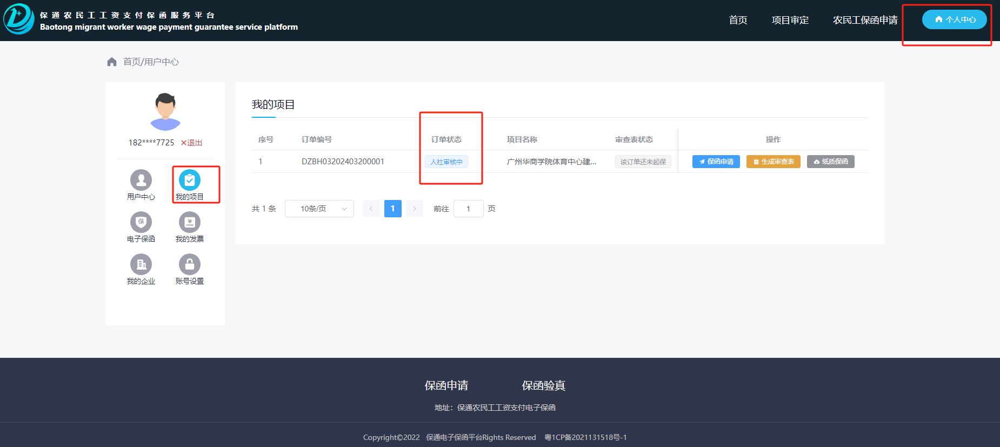 保通农民工工资支付保函服务平台
Baotong migrant worker wage payment guarantee service platform
首页 项目审定 农民工保函申请 个人中心
首页/用户中心
182****7725 退出
用户中心 我的项目
保 ¥
电子保函 我的发票
我的企业 账号设置
我的项目
序号 订单编号 订单状态 项目名称 审查表状态 操作
1 DZBH03202403200001 人社审核中 广州华商学院体育中心建... 该订单还未起保 保函申请 生成审查表 纸质保函
共 1 条 10条/页 1 前往 1 页
保函申请 保函验真
地址：保通农民工工资支付电子保函
Copyright©2022 保通电子保函平台Rights Reserved 粤1CP备2021131518号-1